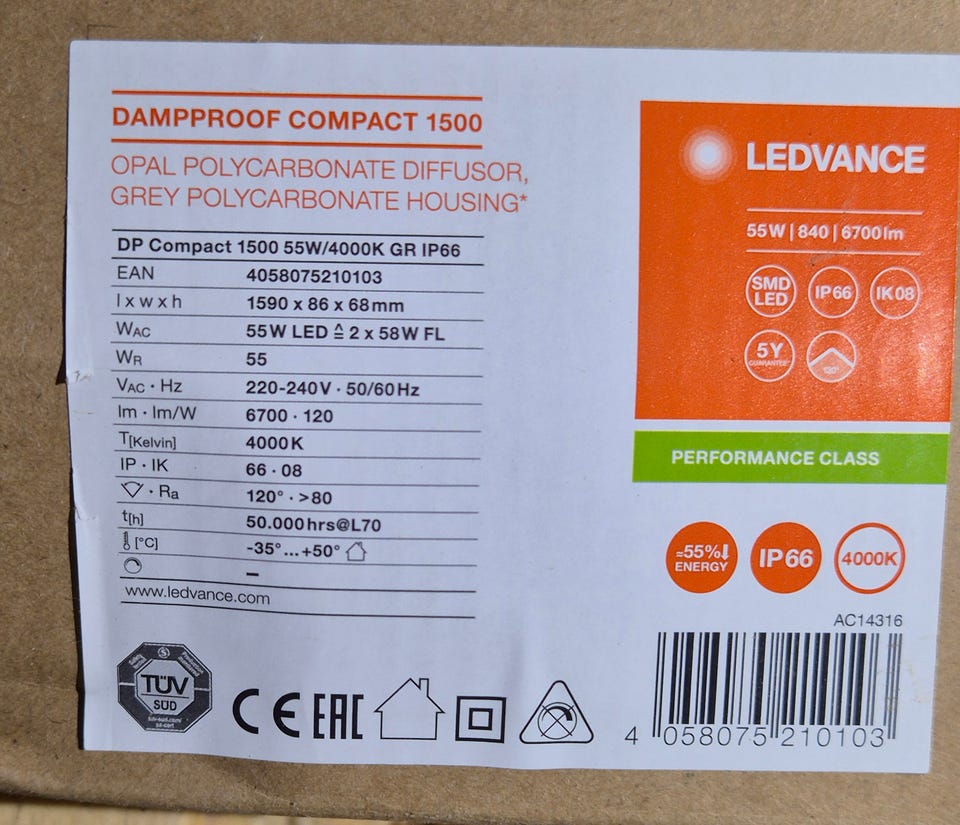 DAMPPROOF COMPACT 1500
OPAL POLYCARBONATE DIFFUSOR,
GREY POLYCARBONATE HOUSING*
DP Compact 1500 55W/4000K GR IP66
EAN 4058075210103
l x w x h 1590 x 86 x 68mm
WAC 55W LED ≙ 2 x 58W FL
WR 55
VAC · Hz 220-240V · 50/60Hz
lm · lm/W 6700 · 120
T[Kelvin] 4000K
IP · IK 66 · 08
· Ra 120° · >80
t[h] 50.000hrs@L70
[°C] -35°...+50°
–
www.ledvance.com
TÜV
SÜD
CE EAC
LEDVANCE
55W | 840 | 6700lm
SMD
LED
IP66
IK08
5Y
GUARANTEE*
130°
PERFORMANCE CLASS
≈55%
ENERGY
IP66
4000K
AC14316
4 058075 210103